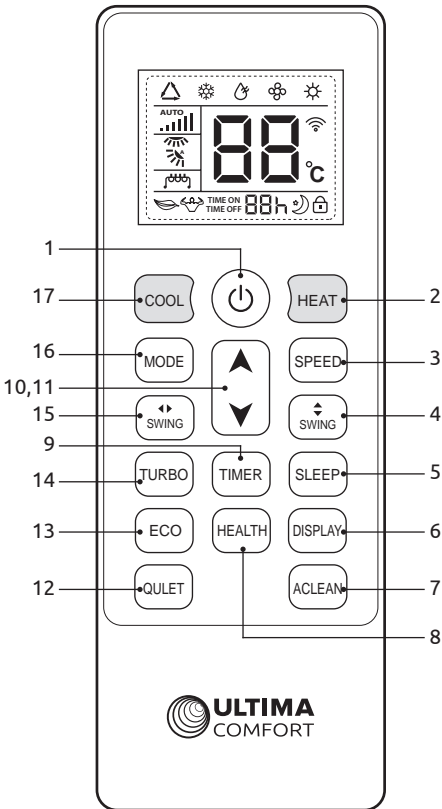 AUTO
88
°C
TIME ON
TIME OFF 88h
1
17 COOL HEAT 2
16 MODE SPEED 3
10,11
15 SWING SWING 4
9
14 TURBO TIMER SLEEP 5
13 ECO HEALTH DISPLAY 6
12 QULET ACLEAN 7
8
ULTIMA
COMFORT